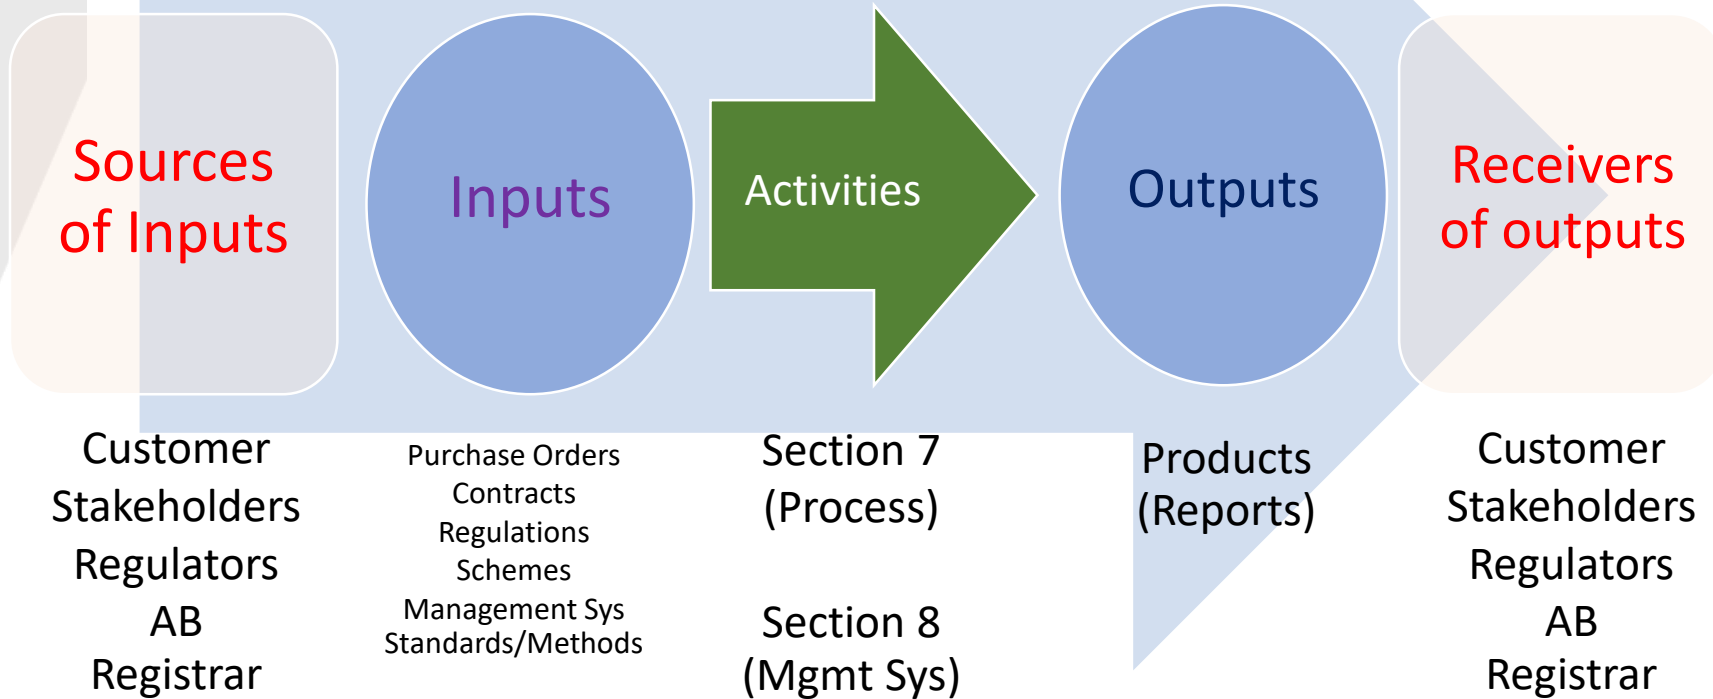 Sources
of Inputs
Inputs
Activities
Outputs
Receivers
of outputs
Customer
Stakeholders
Regulators
AB
Registrar
Purchase Orders
Contracts
Regulations
Schemes
Management Sys
Standards/Methods
Section 7
(Process)
Section 8
(Mgmt Sys)
Products
(Reports)
Customer
Stakeholders
Regulators
AB
Registrar